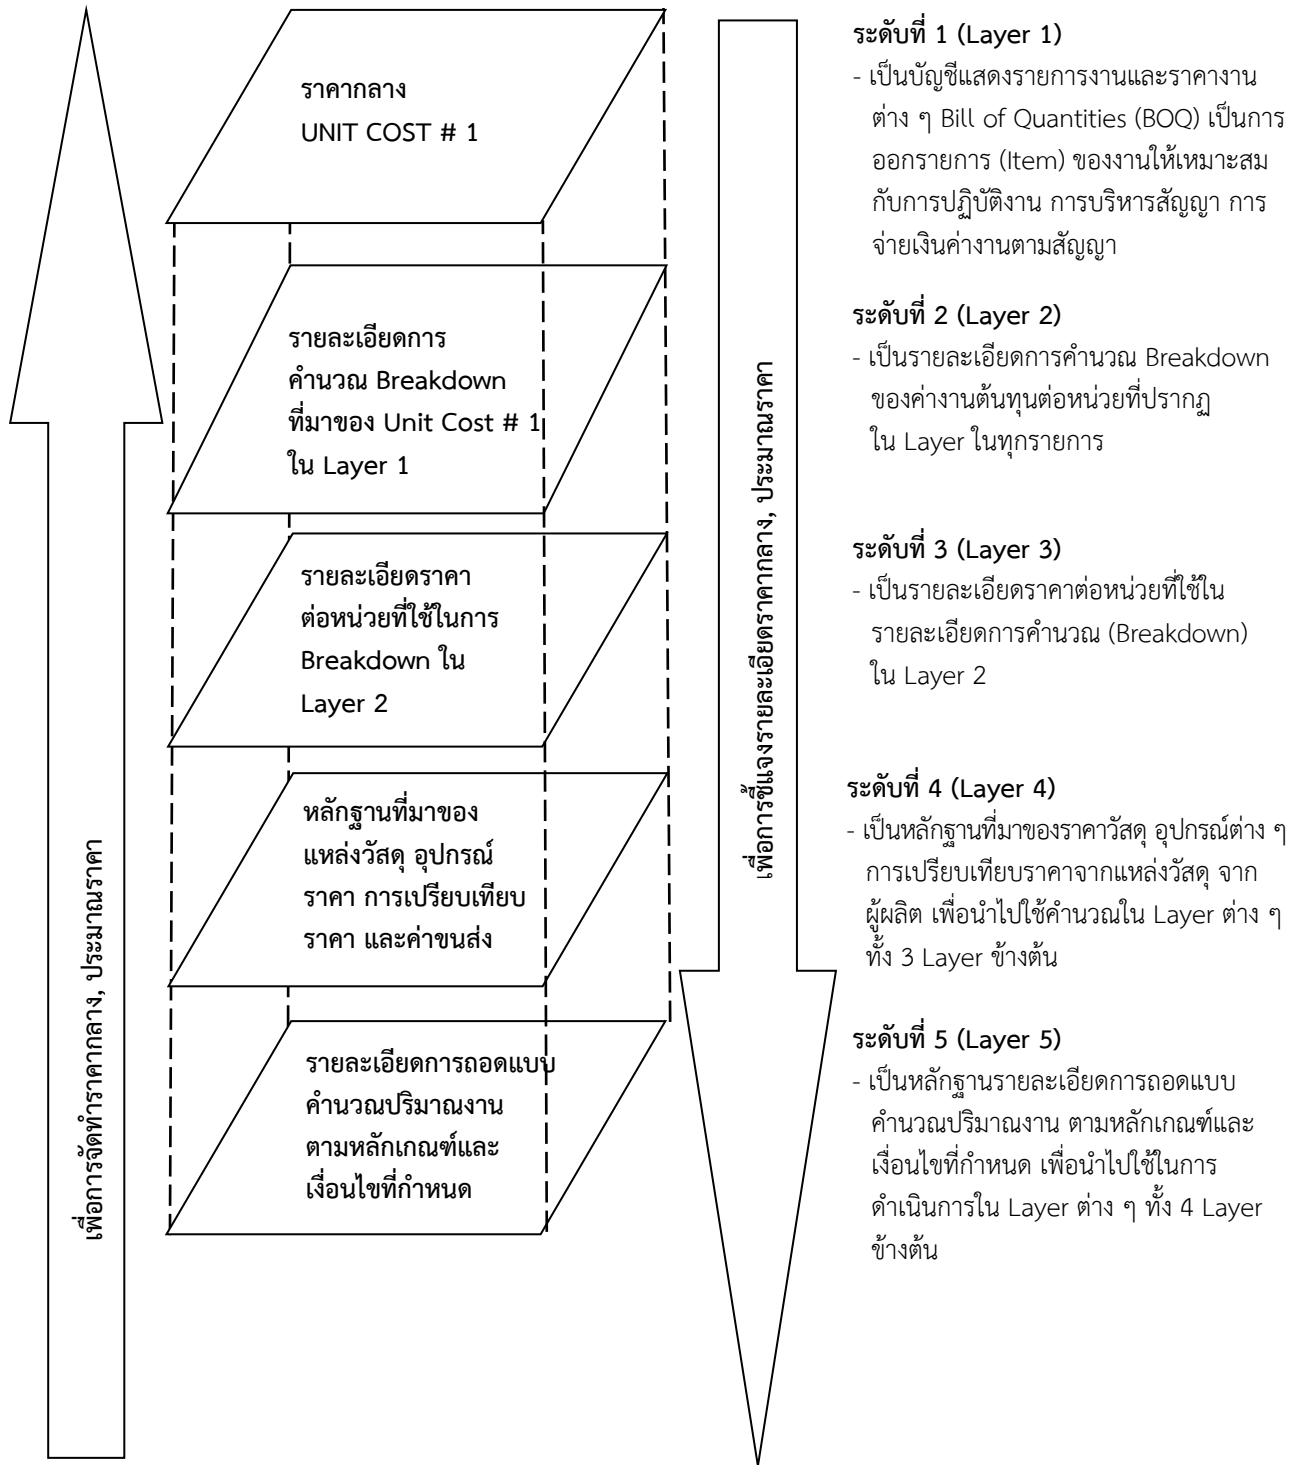 ราคากลาง
UNIT COST # 1
รายละเอียดการ
คำนวณ Breakdown
ที่มาของ Unit Cost # 1
ใน Layer 1
รายละเอียดราคา
ต่อหน่วยที่ใช้ในการ
Breakdown ใน
Layer 2
หลักฐานที่มาของ
แหล่งวัสดุ อุปกรณ์
ราคา การเปรียบเทียบ
ราคา และค่าขนส่ง
รายละเอียดการถอดแบบ
คำนวณปริมาณงาน
ตามหลักเกณฑ์และ
เงื่อนไขที่กำหนด
เพื่อการจัดทำราคากลาง, ประมาณราคา
เพื่อการชี้แจงรายละเอียดราคากลาง, ประมาณราคา
ระดับที่ 1 (Layer 1)
- เป็นบัญชีแสดงรายการงานและราคางาน
ต่าง ๆ Bill of Quantities (BOQ) เป็นการ
ออกรายการ (Item) ของงานให้เหมาะสม
กับการปฏิบัติงาน การบริหารสัญญา การ
จ่ายเงินค่างานตามสัญญา
ระดับที่ 2 (Layer 2)
- เป็นรายละเอียดการคำนวณ Breakdown
ของค่างานต้นทุนต่อหน่วยที่ปรากฏ
ใน Layer ในทุกรายการ
ระดับที่ 3 (Layer 3)
- เป็นรายละเอียดราคาต่อหน่วยที่ใช้ใน
รายละเอียดการคำนวณ (Breakdown)
ใน Layer 2
ระดับที่ 4 (Layer 4)
- เป็นหลักฐานที่มาของราคาวัสดุ อุปกรณ์ต่าง ๆ
การเปรียบเทียบราคาจากแหล่งวัสดุ จาก
ผู้ผลิต เพื่อนำไปใช้คำนวณใน Layer ต่าง ๆ
ทั้ง 3 Layer ข้างต้น
ระดับที่ 5 (Layer 5)
- เป็นหลักฐานรายละเอียดการถอดแบบ
คำนวณปริมาณงาน ตามหลักเกณฑ์และ
เงื่อนไขที่กำหนด เพื่อนำไปใช้ในการ
ดำเนินการใน Layer ต่าง ๆ ทั้ง 4 Layer
ข้างต้น